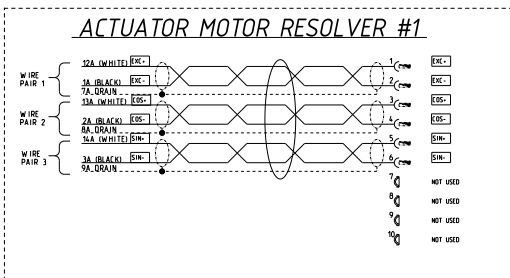 ACTUATOR MOTOR RESOLVER #1
WIRE PAIR 1
12A (WHITE) EXC+ 1 EXC+
1A (BLACK) EXC- 2 EXC-
7A DRAIN
WIRE PAIR 2
13A (WHITE) COS+ 3 COS+
2A (BLACK) COS- 4 COS-
8A DRAIN
WIRE PAIR 3
14A (WHITE) SIN+ 5 SIN+
3A (BLACK) SIN- 6 SIN-
9A DRAIN
7 NOT USED
8 NOT USED
9 NOT USED
10 NOT USED